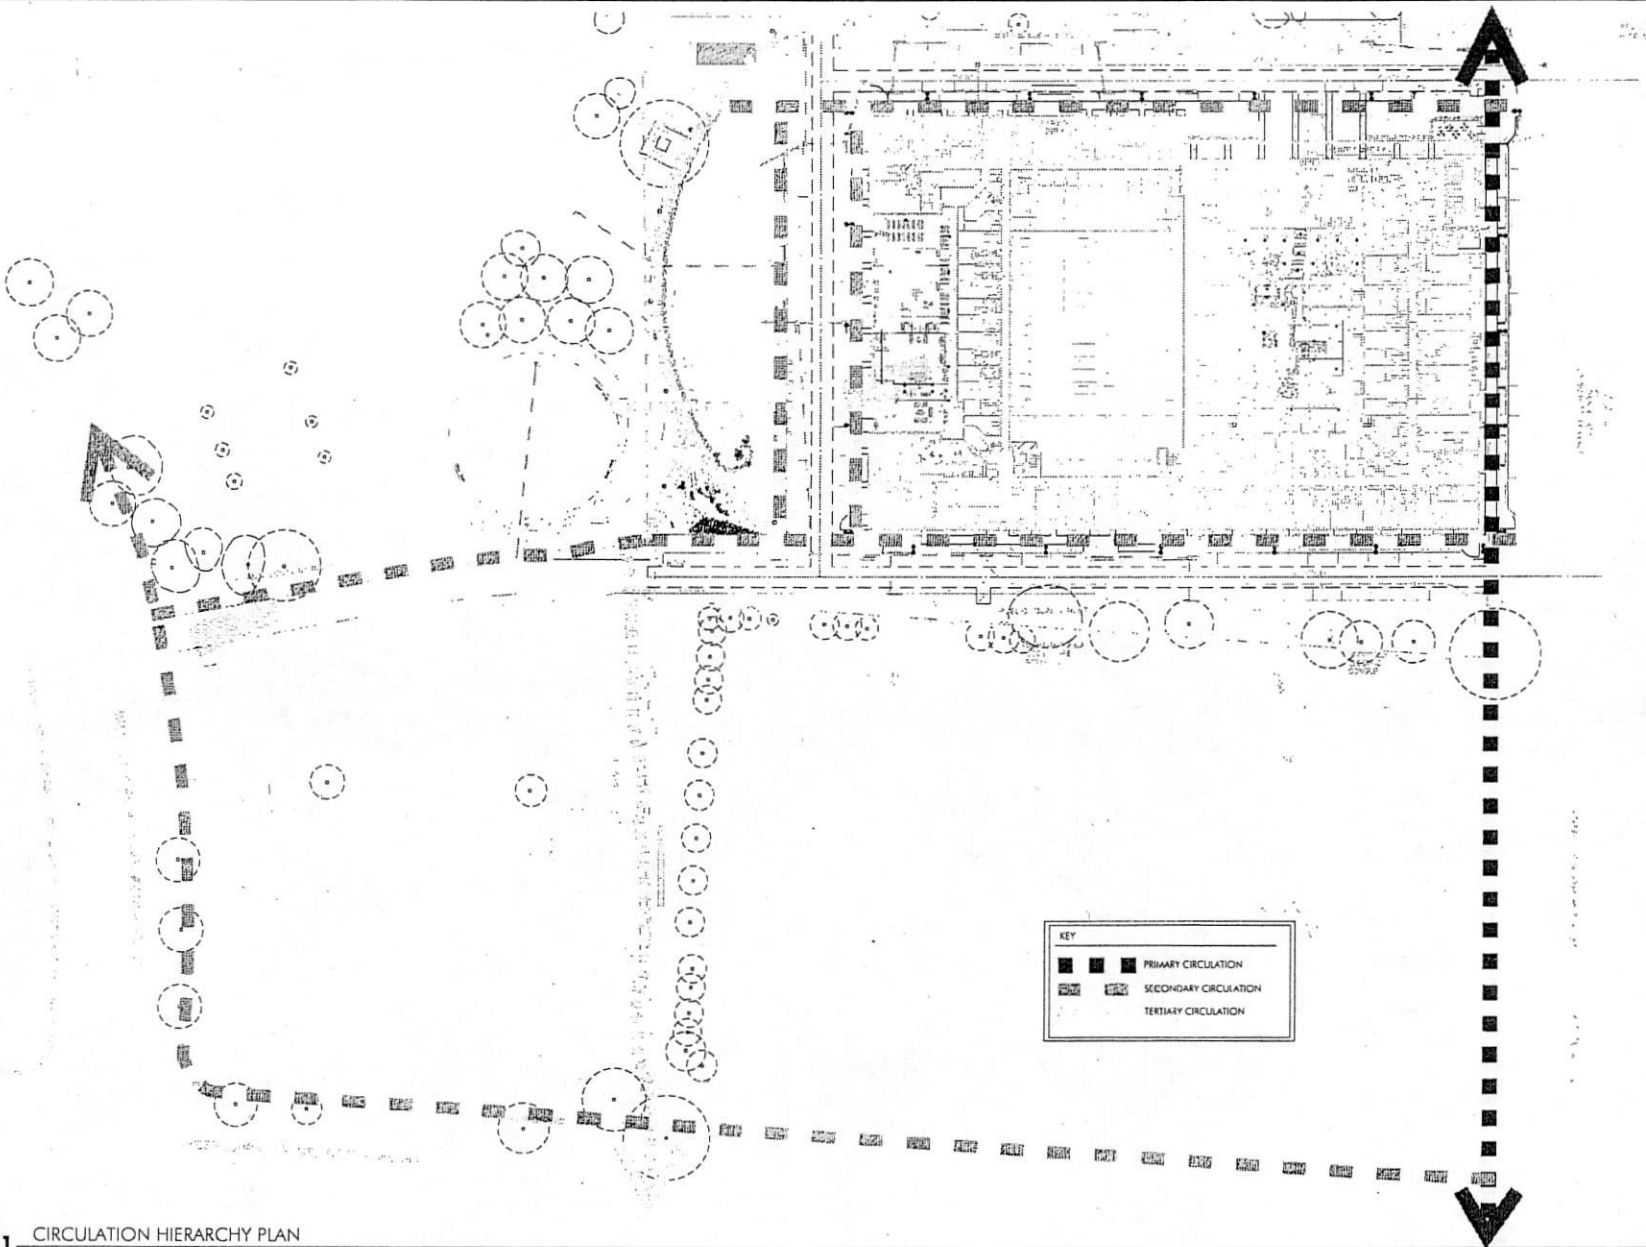 KEY
PRIMARY CIRCULATION
SECONDARY CIRCULATION
TERTIARY CIRCULATION
1 CIRCULATION HIERARCHY PLAN